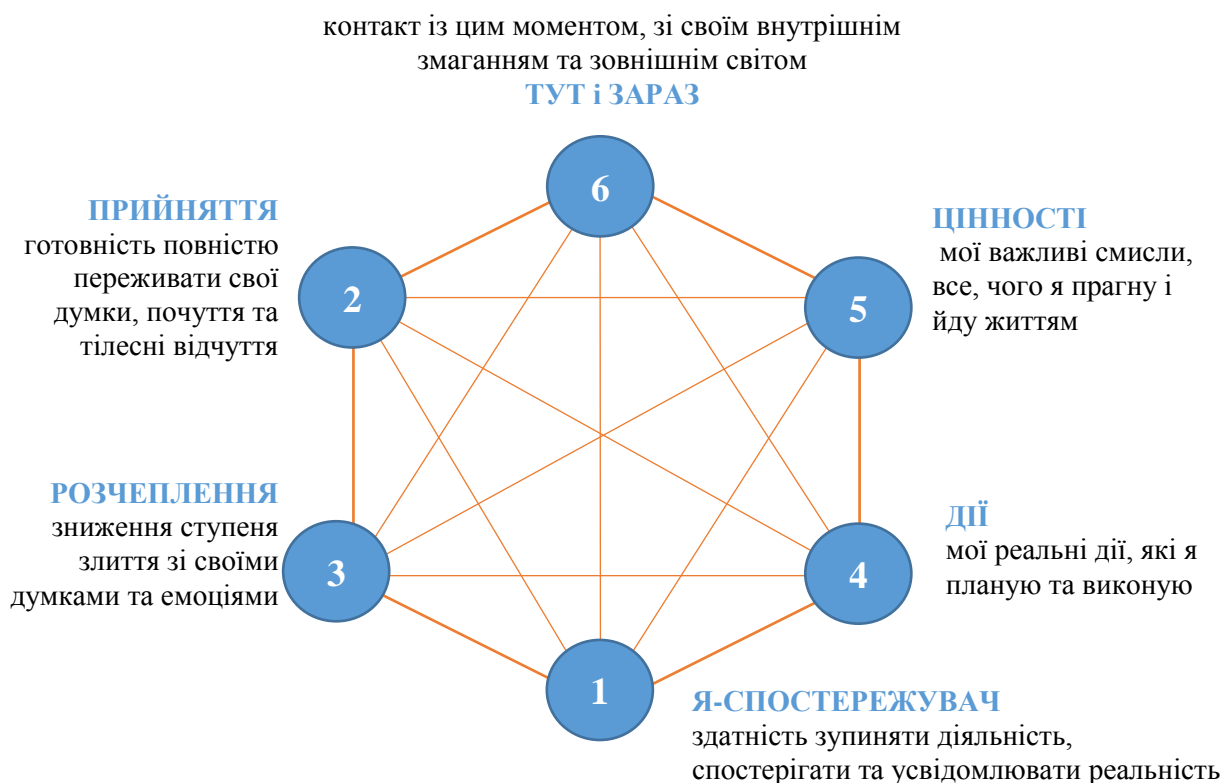 контакт із цим моментом, зі своїм внутрішнім
змаганням та зовнішнім світом
ТУТ і ЗАРАЗ
6
ПРИЙНЯТТЯ
готовність повністю
переживати свої
думки, почуття та
тілесні відчуття
2
ЦІННОСТІ
мої важливі смисли,
все, чого я прагну і
йду життям
5
РОЗЧЕПЛЕННЯ
зниження ступеня
злиття зі своїми
думками та емоціями
3
ДІЇ
мої реальні дії, які я
планую та виконую
4
1
Я-СПОСТЕРЕЖУВАЧ
здатність зупиняти діяльність,
спостерігати та усвідомлювати реальність